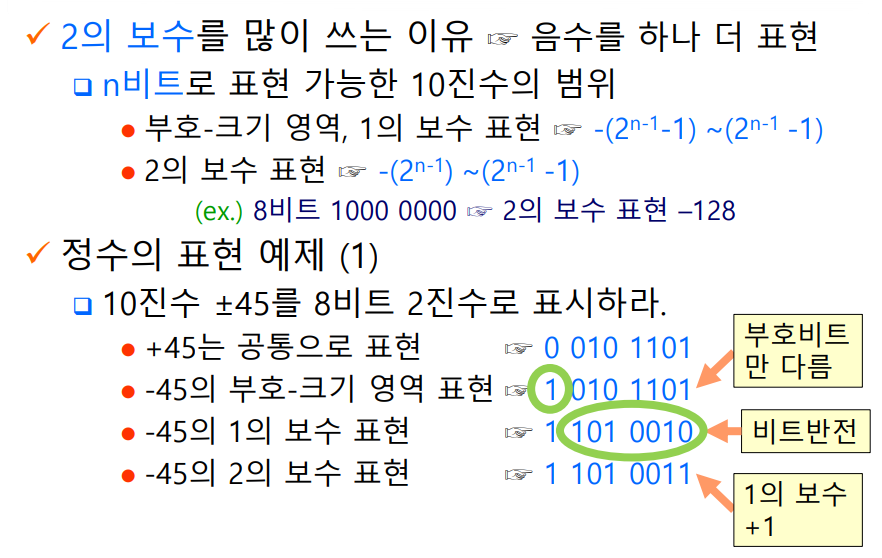 ✓ 2의 보수를 많이 쓰는 이유 ☞ 음수를 하나 더 표현
❑ n비트로 표현 가능한 10진수의 범위
● 부호-크기 영역, 1의 보수 표현 ☞ -(2ⁿ⁻¹-1) ~(2ⁿ⁻¹ -1)
● 2의 보수 표현 ☞ -(2ⁿ⁻¹) ~(2ⁿ⁻¹ -1)
(ex.) 8비트 1000 0000 ☞ 2의 보수 표현 –128
✓ 정수의 표현 예제 (1)
❑ 10진수 ±45를 8비트 2진수로 표시하라.
● +45는 공통으로 표현 ☞ 0 010 1101
● -45의 부호-크기 영역 표현 ☞ 1 010 1101
● -45의 1의 보수 표현 ☞ 1 101 0010
● -45의 2의 보수 표현 ☞ 1 101 0011
부호비트
만 다름
비트반전
1의 보수
+1